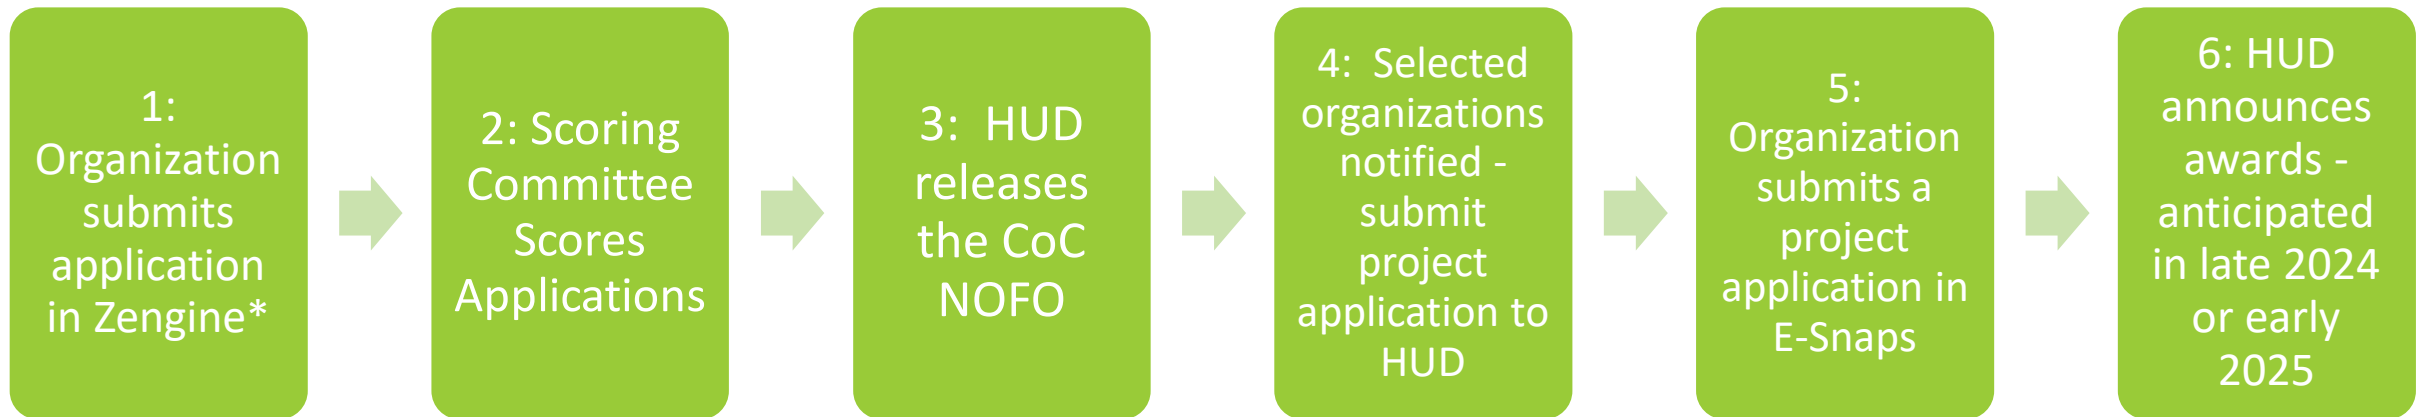 1:
Organization
submits
application
in Zengine*
2: Scoring
Committee
Scores
Applications
3:  HUD
releases
the CoC
NOFO
4:  Selected
organizations
notified -
submit
project
application to
HUD
5:
Organization
submits a
project
application in
E-Snaps
6: HUD
announces
awards -
anticipated
in late 2024
or early
2025